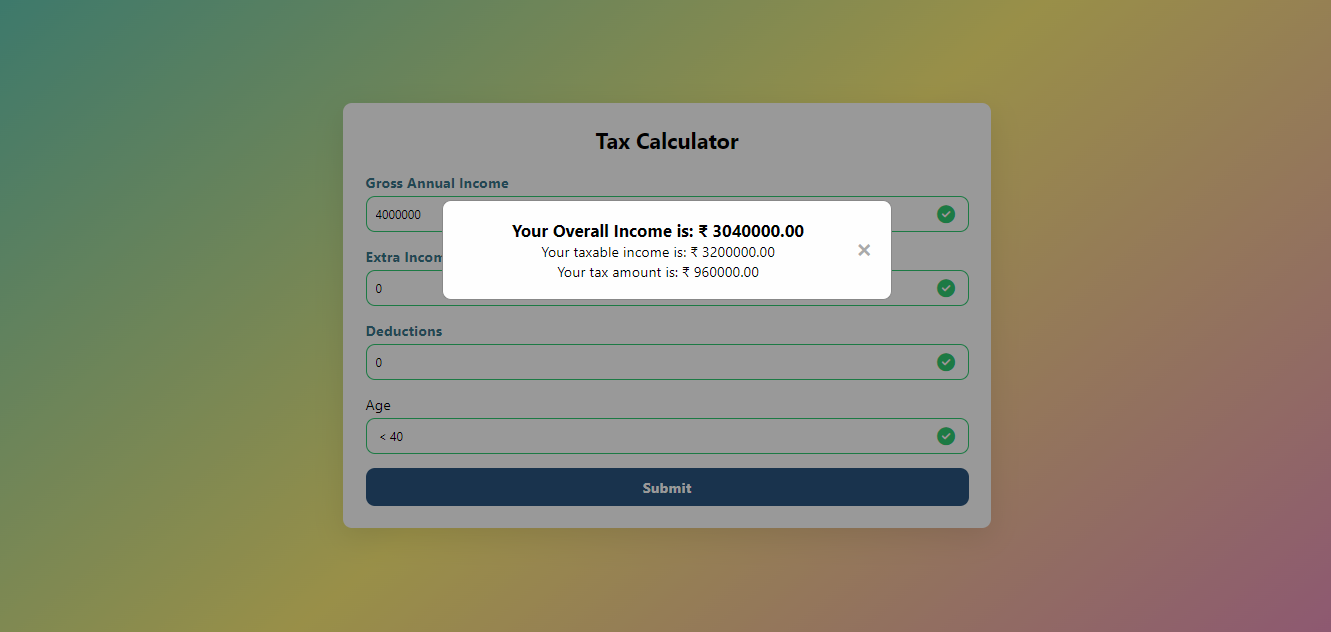 Tax Calculator
Gross Annual Income
4000000
Your Overall Income is: ₹ 3040000.00
Your taxable income is: ₹ 3200000.00
Your tax amount is: ₹ 960000.00
×
Extra Incom
0
Deductions
0
Age
< 40
Submit